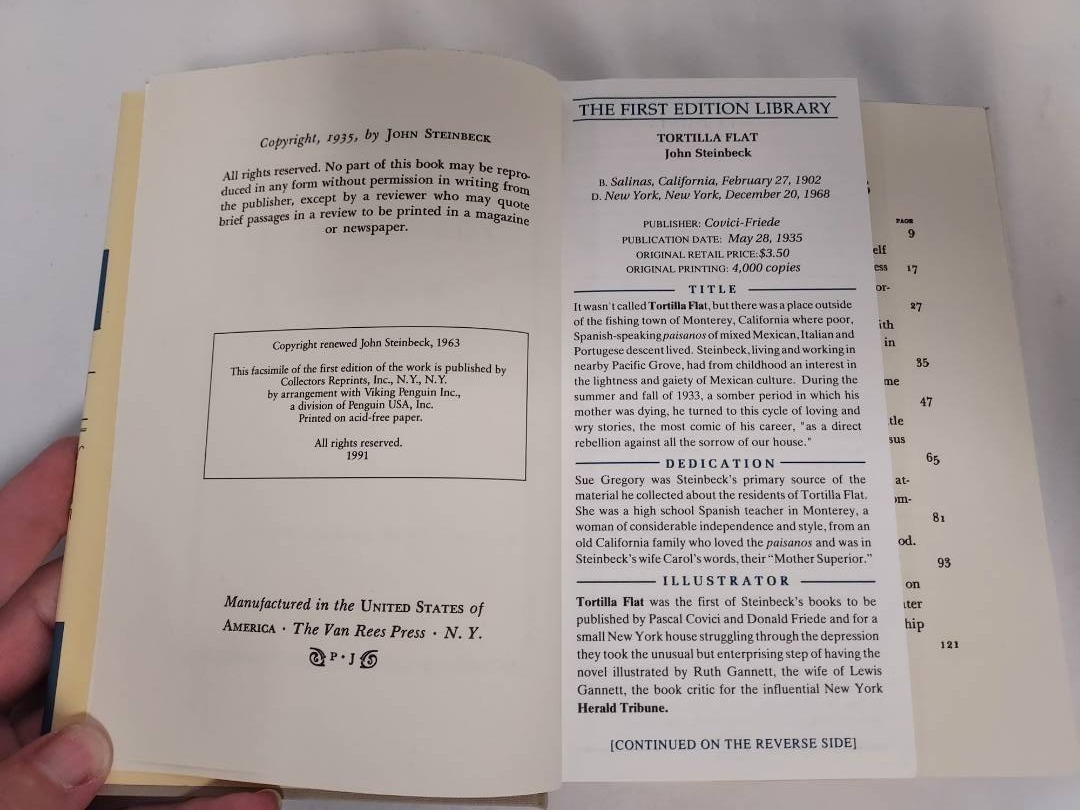 Copyright, 1935, by JOHN STEINBECK
All rights reserved. No part of this book may be repro-
duced in any form without permission in writing from
the publisher, except by a reviewer who may quote
brief passages in a review to be printed in a magazine
or newspaper.
Copyright renewed John Steinbeck, 1963
This facsimile of the first edition of the work is published by
Collectors Reprints, Inc., N.Y., N.Y.
by arrangement with Viking Penguin Inc.,
a division of Penguin USA, Inc.
Printed on acid-free paper.
All rights reserved.
1991
Manufactured in the UNITED STATES of
AMERICA · The Van Rees Press · N. Y.
P · J
THE FIRST EDITION LIBRARY
TORTILLA FLAT
John Steinbeck
B. Salinas, California, February 27, 1902
D. New York, New York, December 20, 1968
PUBLISHER: Covici-Friede
PUBLICATION DATE: May 28, 1935
ORIGINAL RETAIL PRICE: $3.50
ORIGINAL PRINTING: 4,000 copies
TITLE
It wasn't called Tortilla Flat, but there was a place outside
of the fishing town of Monterey, California where poor,
Spanish-speaking paisanos of mixed Mexican, Italian and
Portugese descent lived. Steinbeck, living and working in
nearby Pacific Grove, had from childhood an interest in
the lightness and gaiety of Mexican culture. During the
summer and fall of 1933, a somber period in which his
mother was dying, he turned to this cycle of loving and
wry stories, the most comic of his career, "as a direct
rebellion against all the sorrow of our house."
DEDICATION
Sue Gregory was Steinbeck's primary source of the
material he collected about the residents of Tortilla Flat.
She was a high school Spanish teacher in Monterey, a
woman of considerable independence and style, from an
old California family who loved the paisanos and was in
Steinbeck's wife Carol's words, their "Mother Superior."
ILLUSTRATOR
Tortilla Flat was the first of Steinbeck's books to be
published by Pascal Covici and Donald Friede and for a
small New York house struggling through the depression
they took the unusual but enterprising step of having the
novel illustrated by Ruth Gannett, the wife of Lewis
Gannett, the book critic for the influential New York
Herald Tribune.
[CONTINUED ON THE REVERSE SIDE]
PAGE
9
elf
ess 17
or-
27
ith
in
35
me
47
tle
sus
65
at-
om-
81
od.
93
on
ter
hip
121